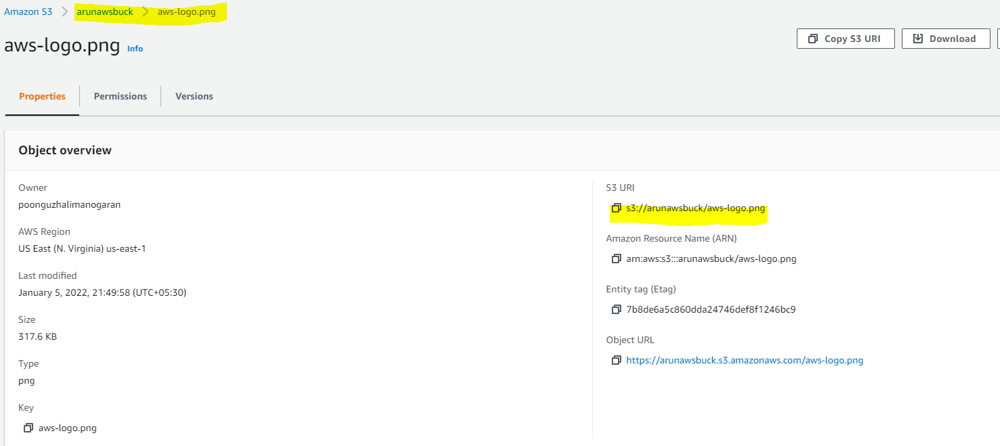 Amazon S3 > arunawsbuck > aws-logo.png
aws-logo.png Info
Copy S3 URI
Download
Properties
Permissions
Versions
Object overview
Owner
poonguzhalimanogaran
AWS Region
US East (N. Virginia) us-east-1
Last modified
January 5, 2022, 21:49:58 (UTC+05:30)
Size
317.6 KB
Type
png
Key
aws-logo.png
S3 URI
s3://arunawsbuck/aws-logo.png
Amazon Resource Name (ARN)
arn:aws:s3:::arunawsbuck/aws-logo.png
Entity tag (Etag)
7b8de6a5c860dda24746def8f1246bc9
Object URL
https://arunawsbuck.s3.amazonaws.com/aws-logo.png